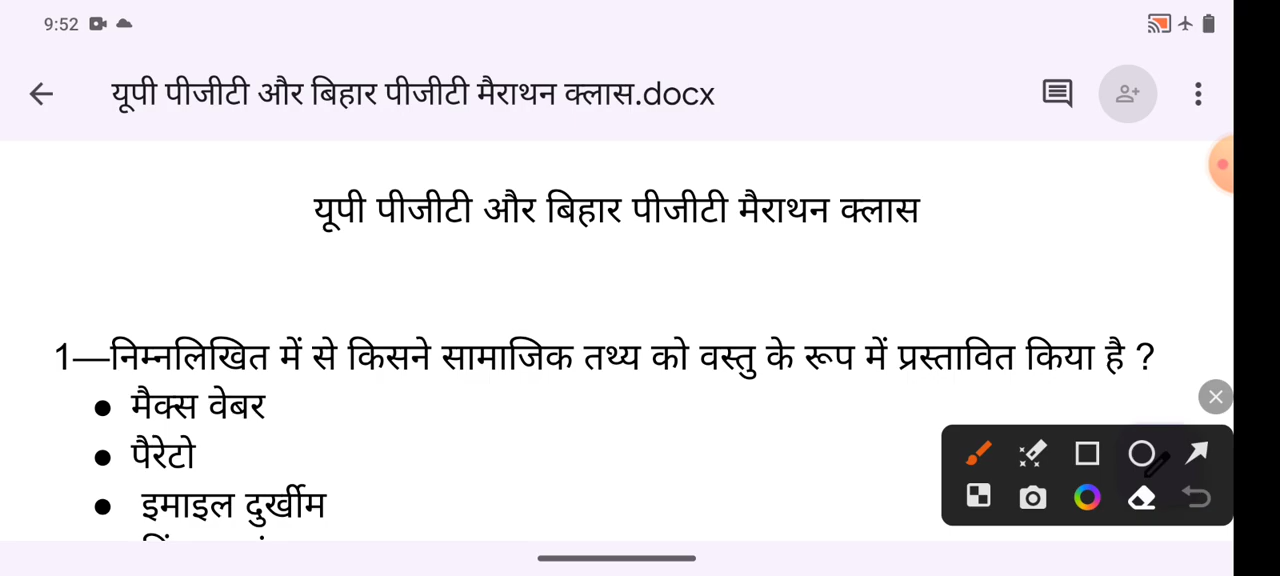 9:52
यूपी पीजीटी और बिहार पीजीटी मैराथन क्लास.docx
यूपी पीजीटी और बिहार पीजीटी मैराथन क्लास
1—निम्नलिखित में से किसने सामाजिक तथ्य को वस्तु के रूप में प्रस्तावित किया है ?
● मैक्स वेबर
● पैरेटो
● इमाइल दुर्खीम